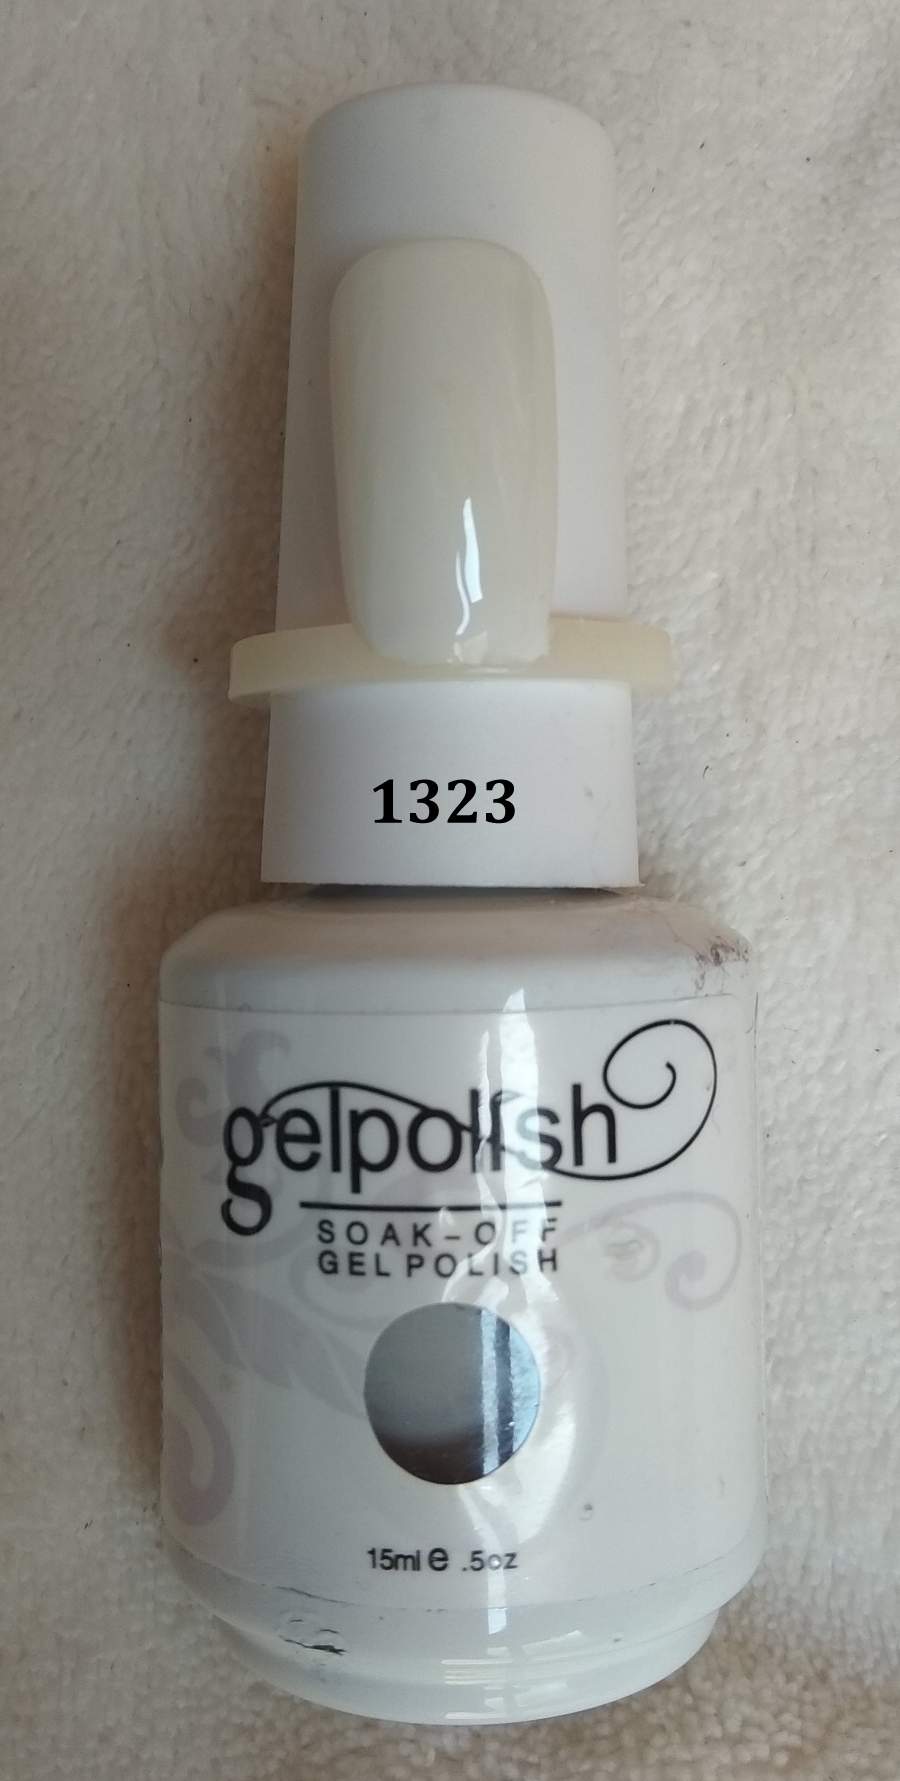 1323
gelpolish
SOAK-OFF
GEL POLISH
15ml e .5oz